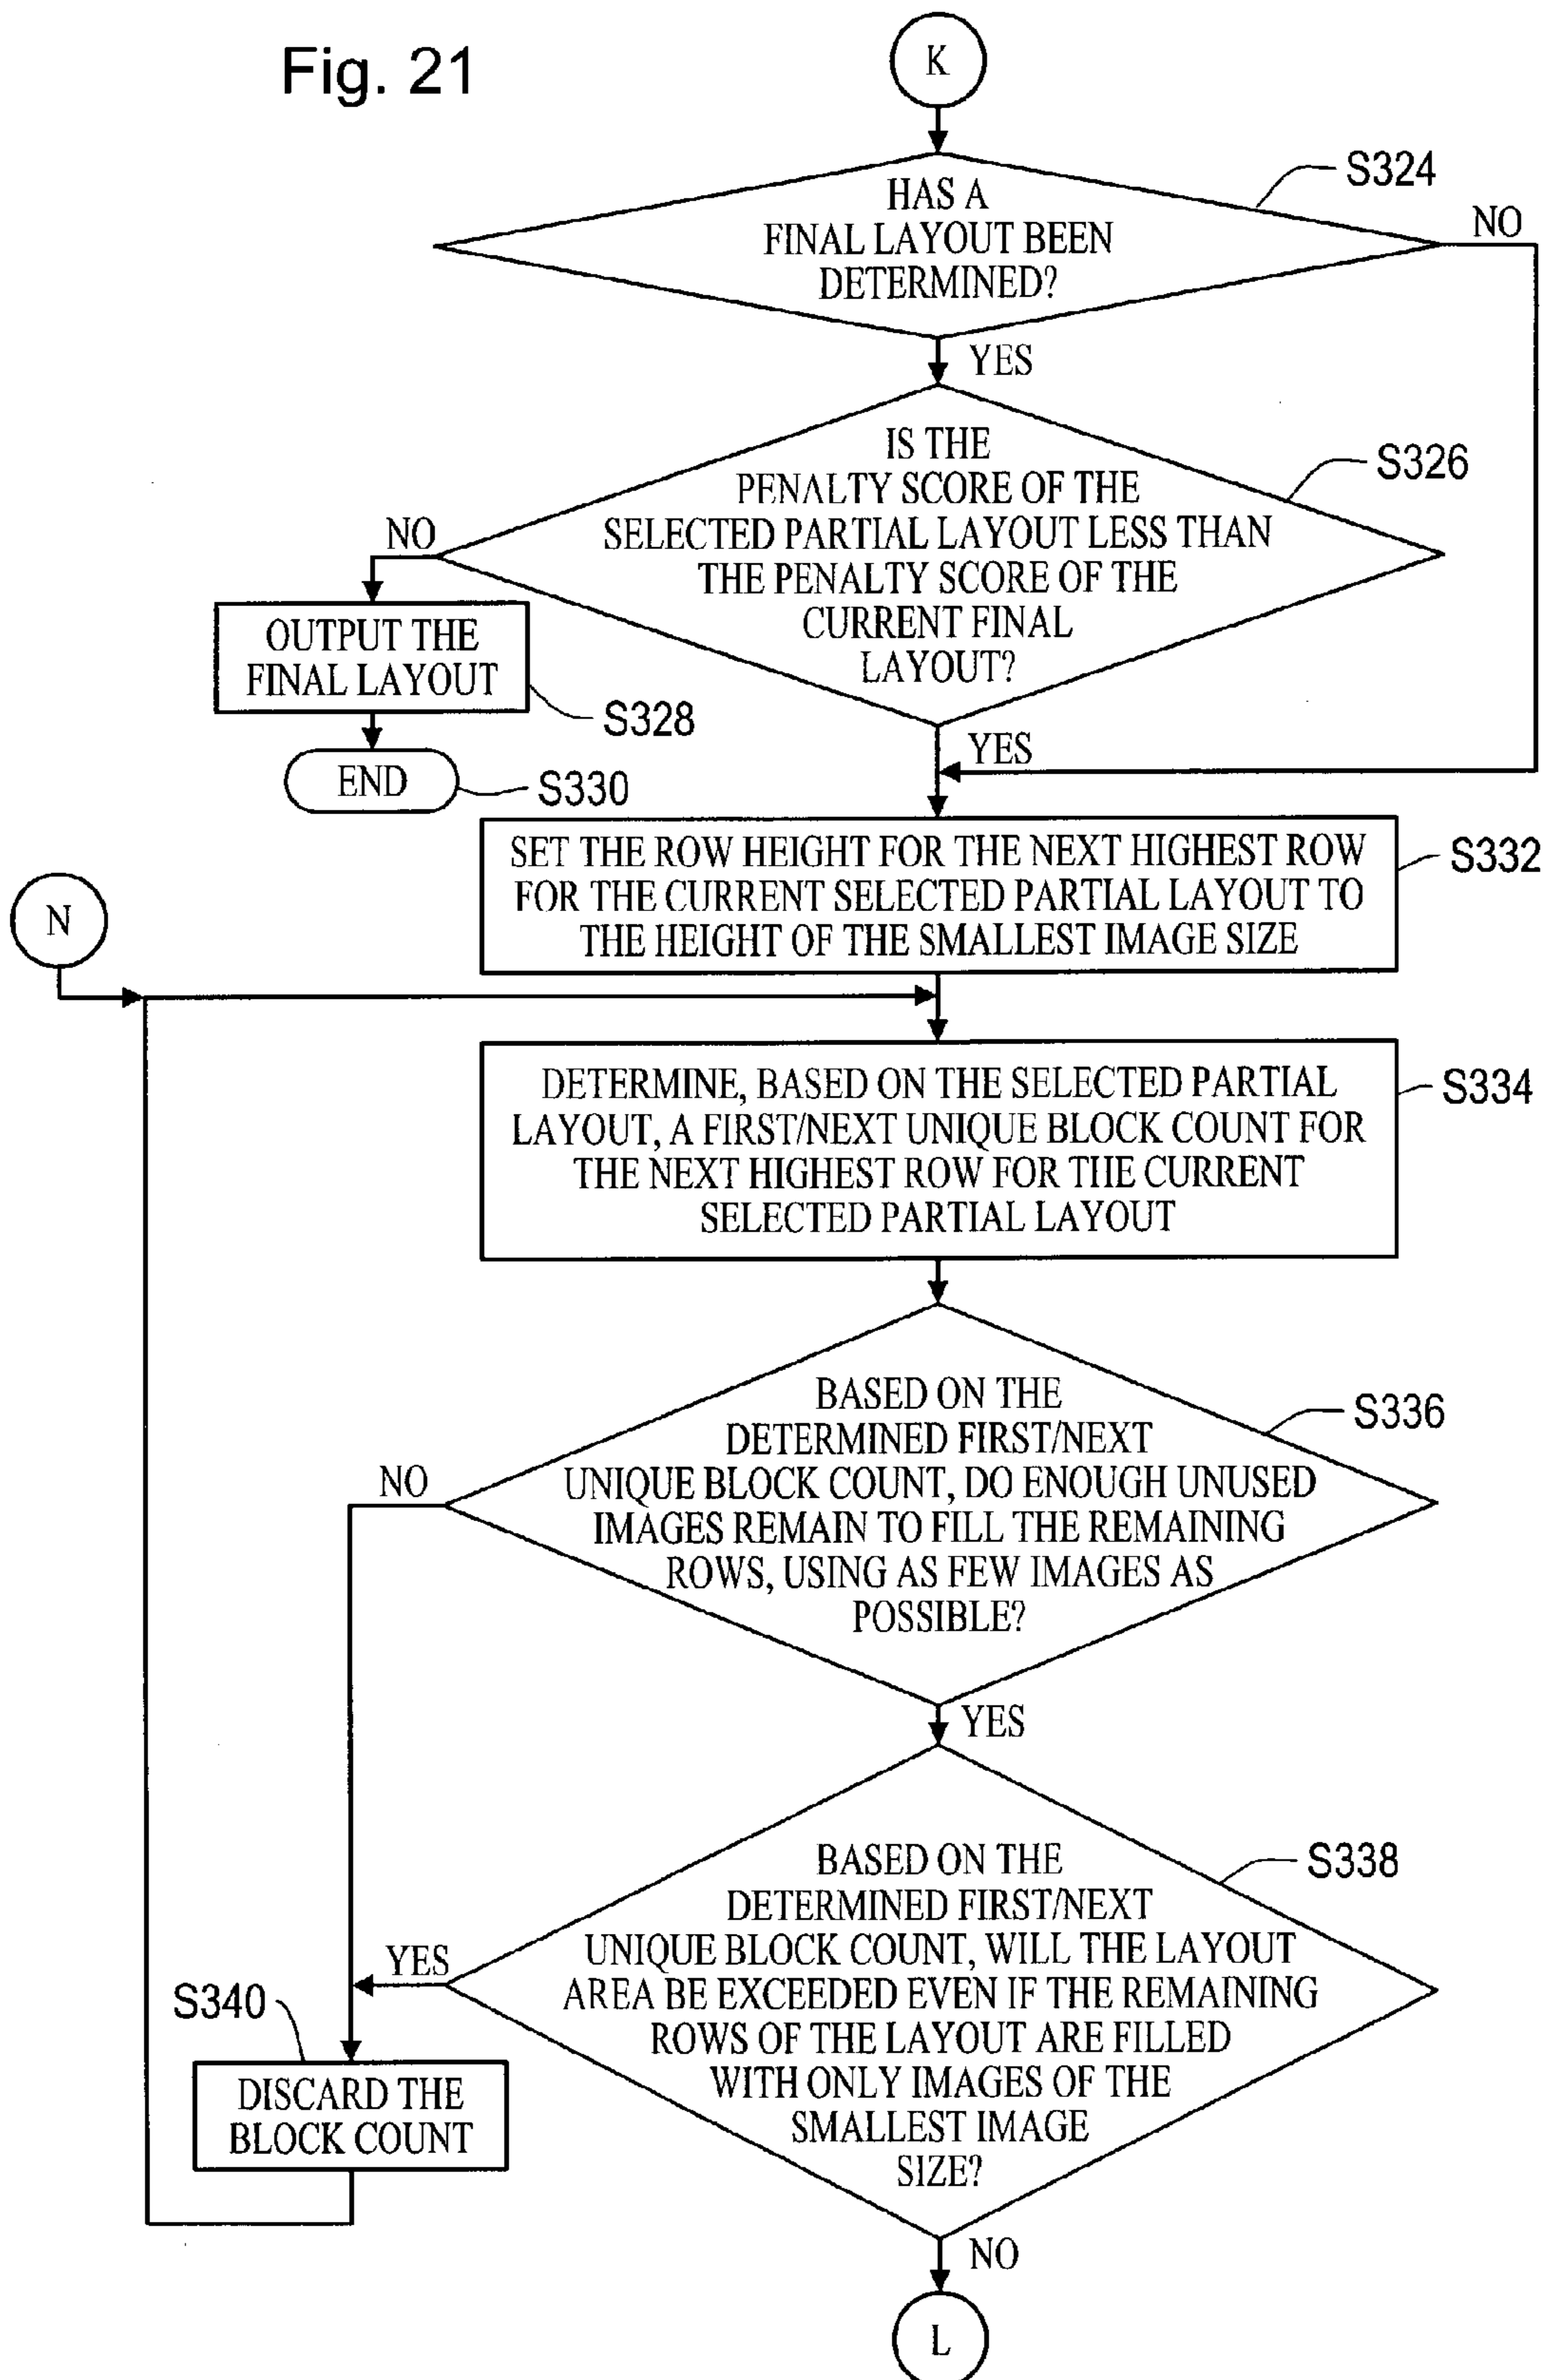 Fig. 21
K
HAS A
FINAL LAYOUT BEEN
DETERMINED?
S324
NO
YES
IS THE
PENALTY SCORE OF THE
SELECTED PARTIAL LAYOUT LESS THAN
THE PENALTY SCORE OF THE
CURRENT FINAL
LAYOUT?
S326
NO
OUTPUT THE
FINAL LAYOUT
S328
END
S330
YES
SET THE ROW HEIGHT FOR THE NEXT HIGHEST ROW
FOR THE CURRENT SELECTED PARTIAL LAYOUT TO
THE HEIGHT OF THE SMALLEST IMAGE SIZE
S332
N
DETERMINE, BASED ON THE SELECTED PARTIAL
LAYOUT, A FIRST/NEXT UNIQUE BLOCK COUNT FOR
THE NEXT HIGHEST ROW FOR THE CURRENT
SELECTED PARTIAL LAYOUT
S334
BASED ON THE
DETERMINED FIRST/NEXT
UNIQUE BLOCK COUNT, DO ENOUGH UNUSED
IMAGES REMAIN TO FILL THE REMAINING
ROWS, USING AS FEW IMAGES AS
POSSIBLE?
S336
NO
YES
BASED ON THE
DETERMINED FIRST/NEXT
UNIQUE BLOCK COUNT, WILL THE LAYOUT
AREA BE EXCEEDED EVEN IF THE REMAINING
ROWS OF THE LAYOUT ARE FILLED
WITH ONLY IMAGES OF THE
SMALLEST IMAGE
SIZE?
S338
YES
S340
DISCARD THE
BLOCK COUNT
NO
L